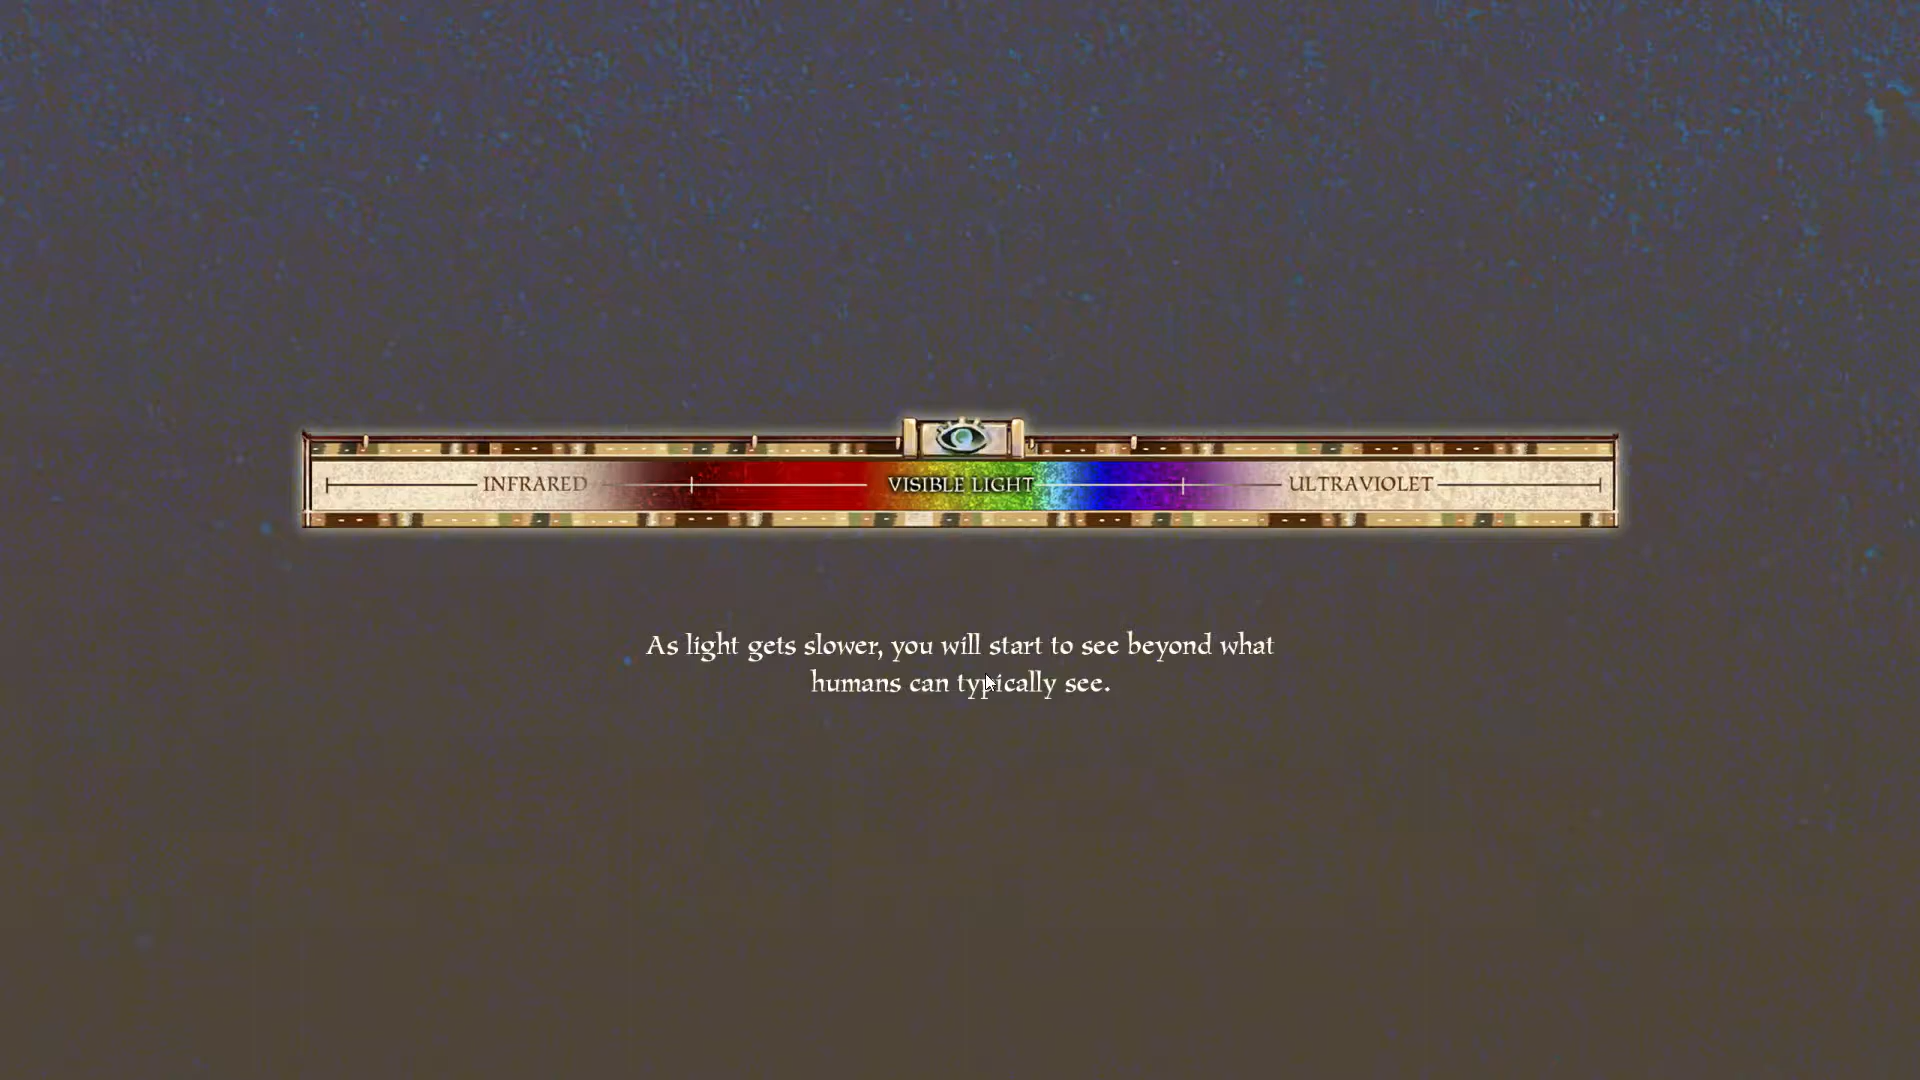 INFRARED VISIBLE LIGHT ULTRAVIOLET
As light gets slower, you will start to see beyond what
humans can typically see.